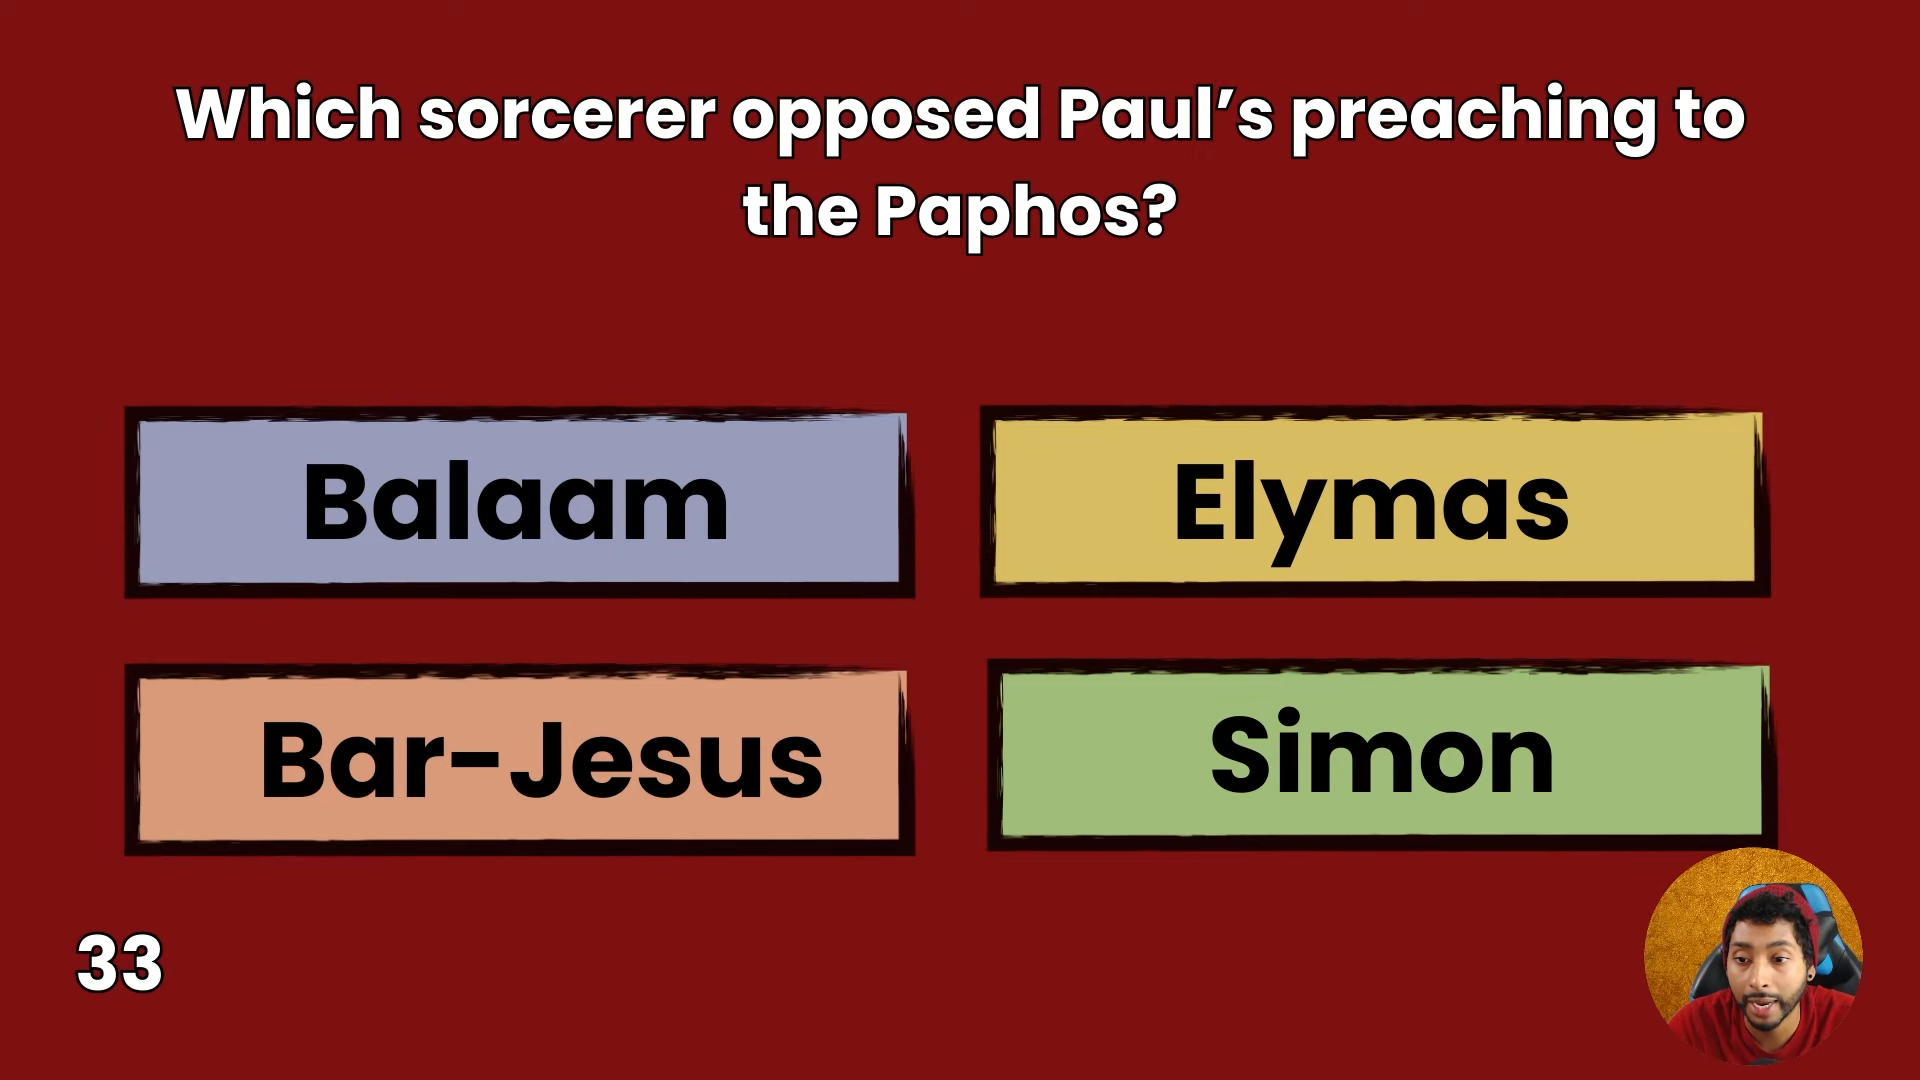 Which sorcerer opposed Paul’s preaching to
the Paphos?
Balaam
Elymas
Bar-Jesus
Simon
33